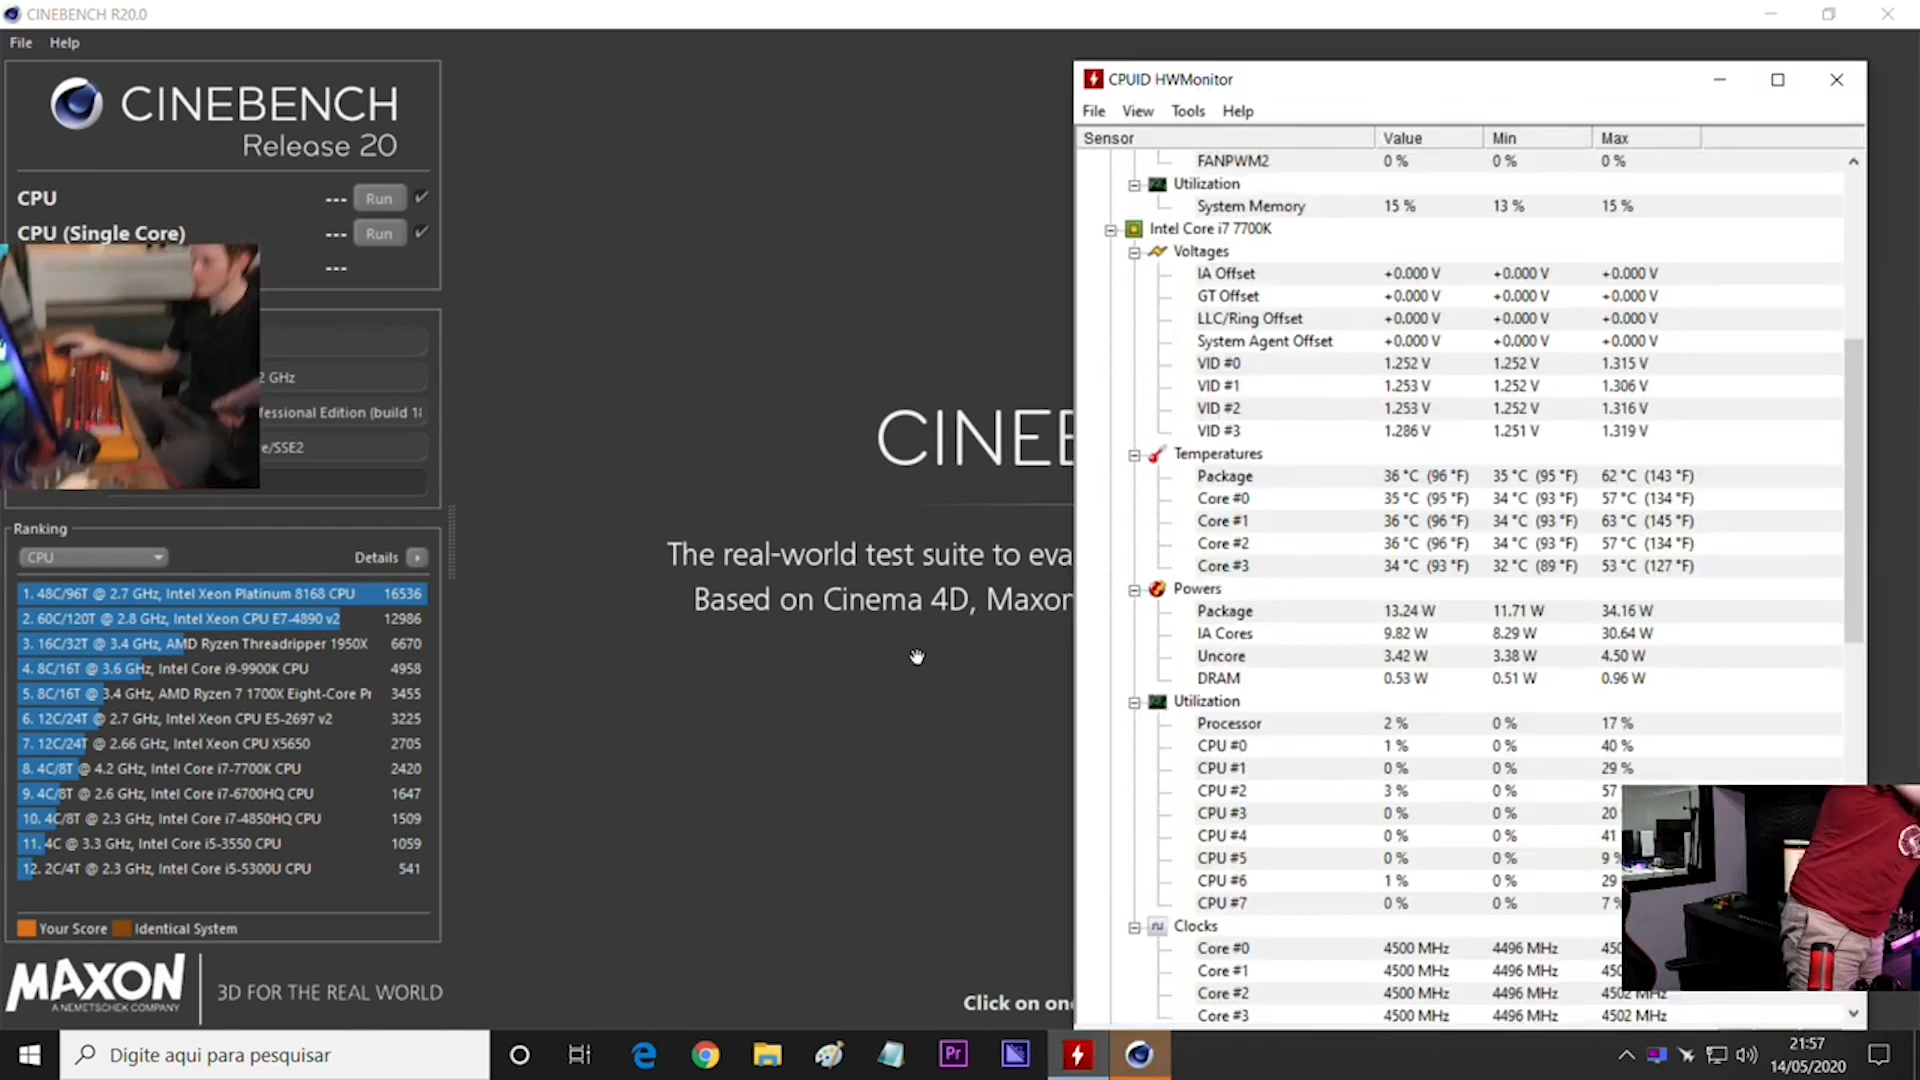 CINEBENCH R20.0
File Help
CINEBENCH
Release 20
CPU --- Run
CPU (Single Core) --- Run
---
2 GHz
fessional Edition (build 18
e/SSE2
Ranking
CPU Details
1. 48C/96T @ 2.7 GHz, Intel Xeon Platinum 8168 CPU 16536
2. 60C/120T @ 2.8 GHz, Intel Xeon CPU E7-4890 v2 12986
3. 16C/32T @ 3.4 GHz, AMD Ryzen Threadripper 1950X 6670
4. 8C/16T @ 3.6 GHz, Intel Core i9-9900K CPU 4958
5. 8C/16T @ 3.4 GHz, AMD Ryzen 7 1700X Eight-Core Pr 3455
6. 12C/24T @ 2.7 GHz, Intel Xeon CPU E5-2697 v2 3225
7. 12C/24T @ 2.66 GHz, Intel Xeon CPU X5650 2705
8. 4C/8T @ 4.2 GHz, Intel Core i7-7700K CPU 2420
9. 4C/8T @ 2.6 GHz, Intel Core i7-6700HQ CPU 1647
10. 4C/8T @ 2.3 GHz, Intel Core i7-4850HQ CPU 1509
11. 4C @ 3.3 GHz, Intel Core i5-3550 CPU 1059
12. 2C/4T @ 2.3 GHz, Intel Core i5-5300U CPU 541
Your Score Identical System
MAXON
A NEMETSCHEK COMPANY
3D FOR THE REAL WORLD
CINEB
The real-world test suite to eva
Based on Cinema 4D, Maxon
Click on one
CPUID HWMonitor
File View Tools Help
Sensor Value Min Max
FANPWM2 0 % 0 % 0 %
Utilization
System Memory 15 % 13 % 15 %
Intel Core i7 7700K
Voltages
IA Offset +0.000 V +0.000 V +0.000 V
GT Offset +0.000 V +0.000 V +0.000 V
LLC/Ring Offset +0.000 V +0.000 V +0.000 V
System Agent Offset +0.000 V +0.000 V +0.000 V
VID #0 1.252 V 1.252 V 1.315 V
VID #1 1.253 V 1.252 V 1.306 V
VID #2 1.253 V 1.252 V 1.316 V
VID #3 1.286 V 1.251 V 1.319 V
Temperatures
Package 36 °C (96 °F) 35 °C (95 °F) 62 °C (143 °F)
Core #0 35 °C (95 °F) 34 °C (93 °F) 57 °C (134 °F)
Core #1 36 °C (96 °F) 34 °C (93 °F) 63 °C (145 °F)
Core #2 36 °C (96 °F) 34 °C (93 °F) 57 °C (134 °F)
Core #3 34 °C (93 °F) 32 °C (89 °F) 53 °C (127 °F)
Powers
Package 13.24 W 11.71 W 34.16 W
IA Cores 9.82 W 8.29 W 30.64 W
Uncore 3.42 W 3.38 W 4.50 W
DRAM 0.53 W 0.51 W 0.96 W
Utilization
Processor 2 % 0 % 17 %
CPU #0 1 % 0 % 40 %
CPU #1 0 % 0 % 29 %
CPU #2 3 % 0 % 57
CPU #3 0 % 0 % 20
CPU #4 0 % 0 % 41
CPU #5 0 % 0 % 9 %
CPU #6 1 % 0 % 29
CPU #7 0 % 0 % 7 %
Clocks
Core #0 4500 MHz 4496 MHz 450
Core #1 4500 MHz 4496 MHz 450
Core #2 4500 MHz 4496 MHz 4502 MHz
Core #3 4500 MHz 4496 MHz 4502 MHz
Digite aqui para pesquisar
Pr
21:57
14/05/2020